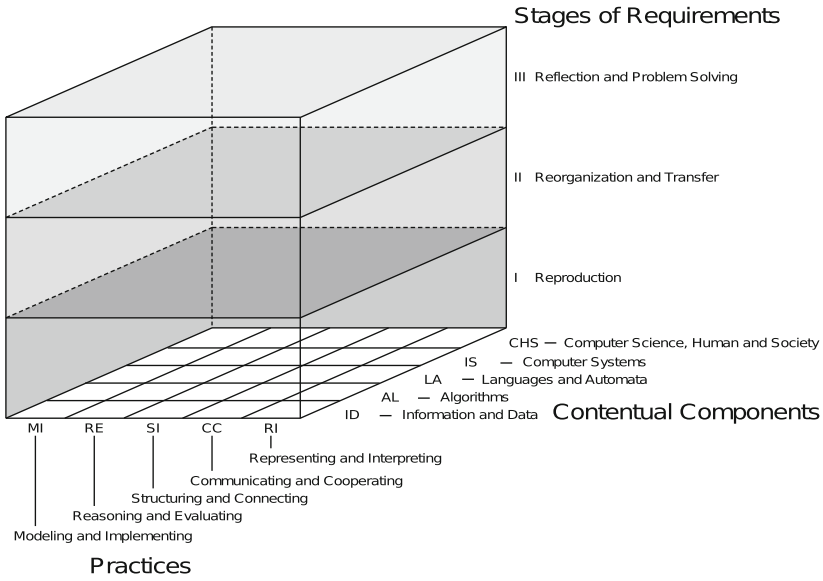 Stages of Requirements
III Reflection and Problem Solving
II Reorganization and Transfer
I Reproduction
CHS — Computer Science, Human and Society
IS — Computer Systems
LA — Languages and Automata
AL — Algorithms
ID — Information and Data
Contentual Components
MI RE SI CC RI
Representing and Interpreting
Communicating and Cooperating
Structuring and Connecting
Reasoning and Evaluating
Modeling and Implementing
Practices